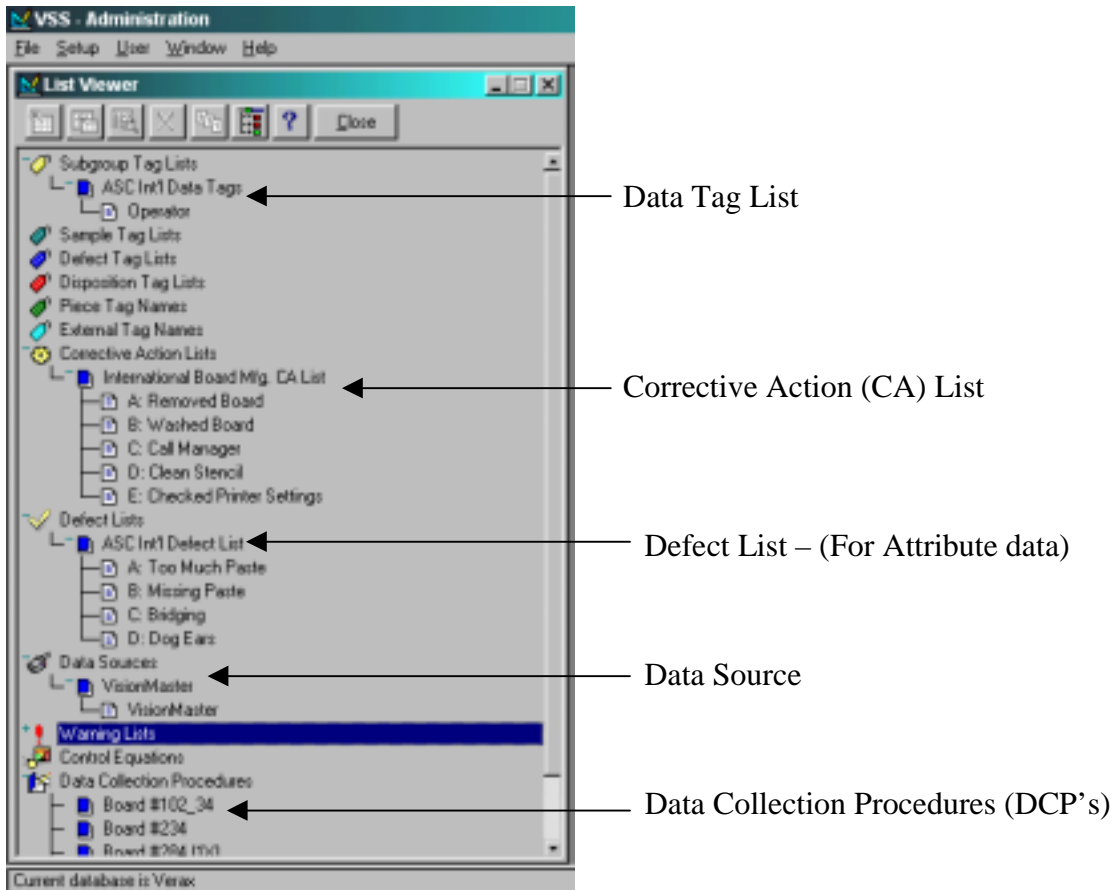 VSS - Administration
File Setup User Window Help
List Viewer
? Close
Subgroup Tag Lists
ASC Int'l Data Tags
Data Tag List
Operator
Sample Tag Lists
Defect Tag Lists
Disposition Tag Lists
Piece Tag Names
External Tag Names
Corrective Action Lists
International Board Mfg. CA List
Corrective Action (CA) List
A: Removed Board
B: Washed Board
C: Call Manager
D: Clean Stencil
E: Checked Printer Settings
Defect Lists
ASC Int'l Defect List
Defect List – (For Attribute data)
A: Too Much Paste
B: Missing Paste
C: Bridging
D: Dog Ears
Data Sources
Data Source
VisionMaster
VisionMaster
Warning Lists
Control Equations
Data Collection Procedures
Board #102_34
Data Collection Procedures (DCP's)
Board #234
Current database is Verax